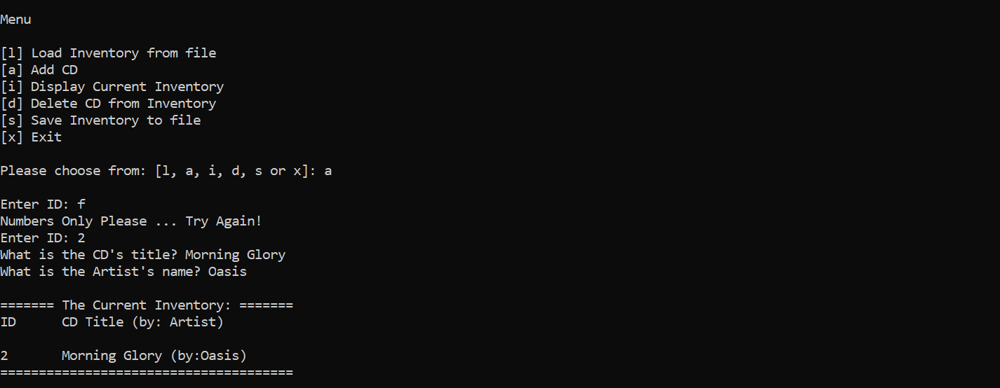 Menu
[l] Load Inventory from file
[a] Add CD
[i] Display Current Inventory
[d] Delete CD from Inventory
[s] Save Inventory to file
[x] Exit
Please choose from: [l, a, i, d, s or x]: a
Enter ID: f
Numbers Only Please ... Try Again!
Enter ID: 2
What is the CD's title? Morning Glory
What is the Artist's name? Oasis
======= The Current Inventory: =======
ID      CD Title (by: Artist)
2       Morning Glory (by:Oasis)
======================================